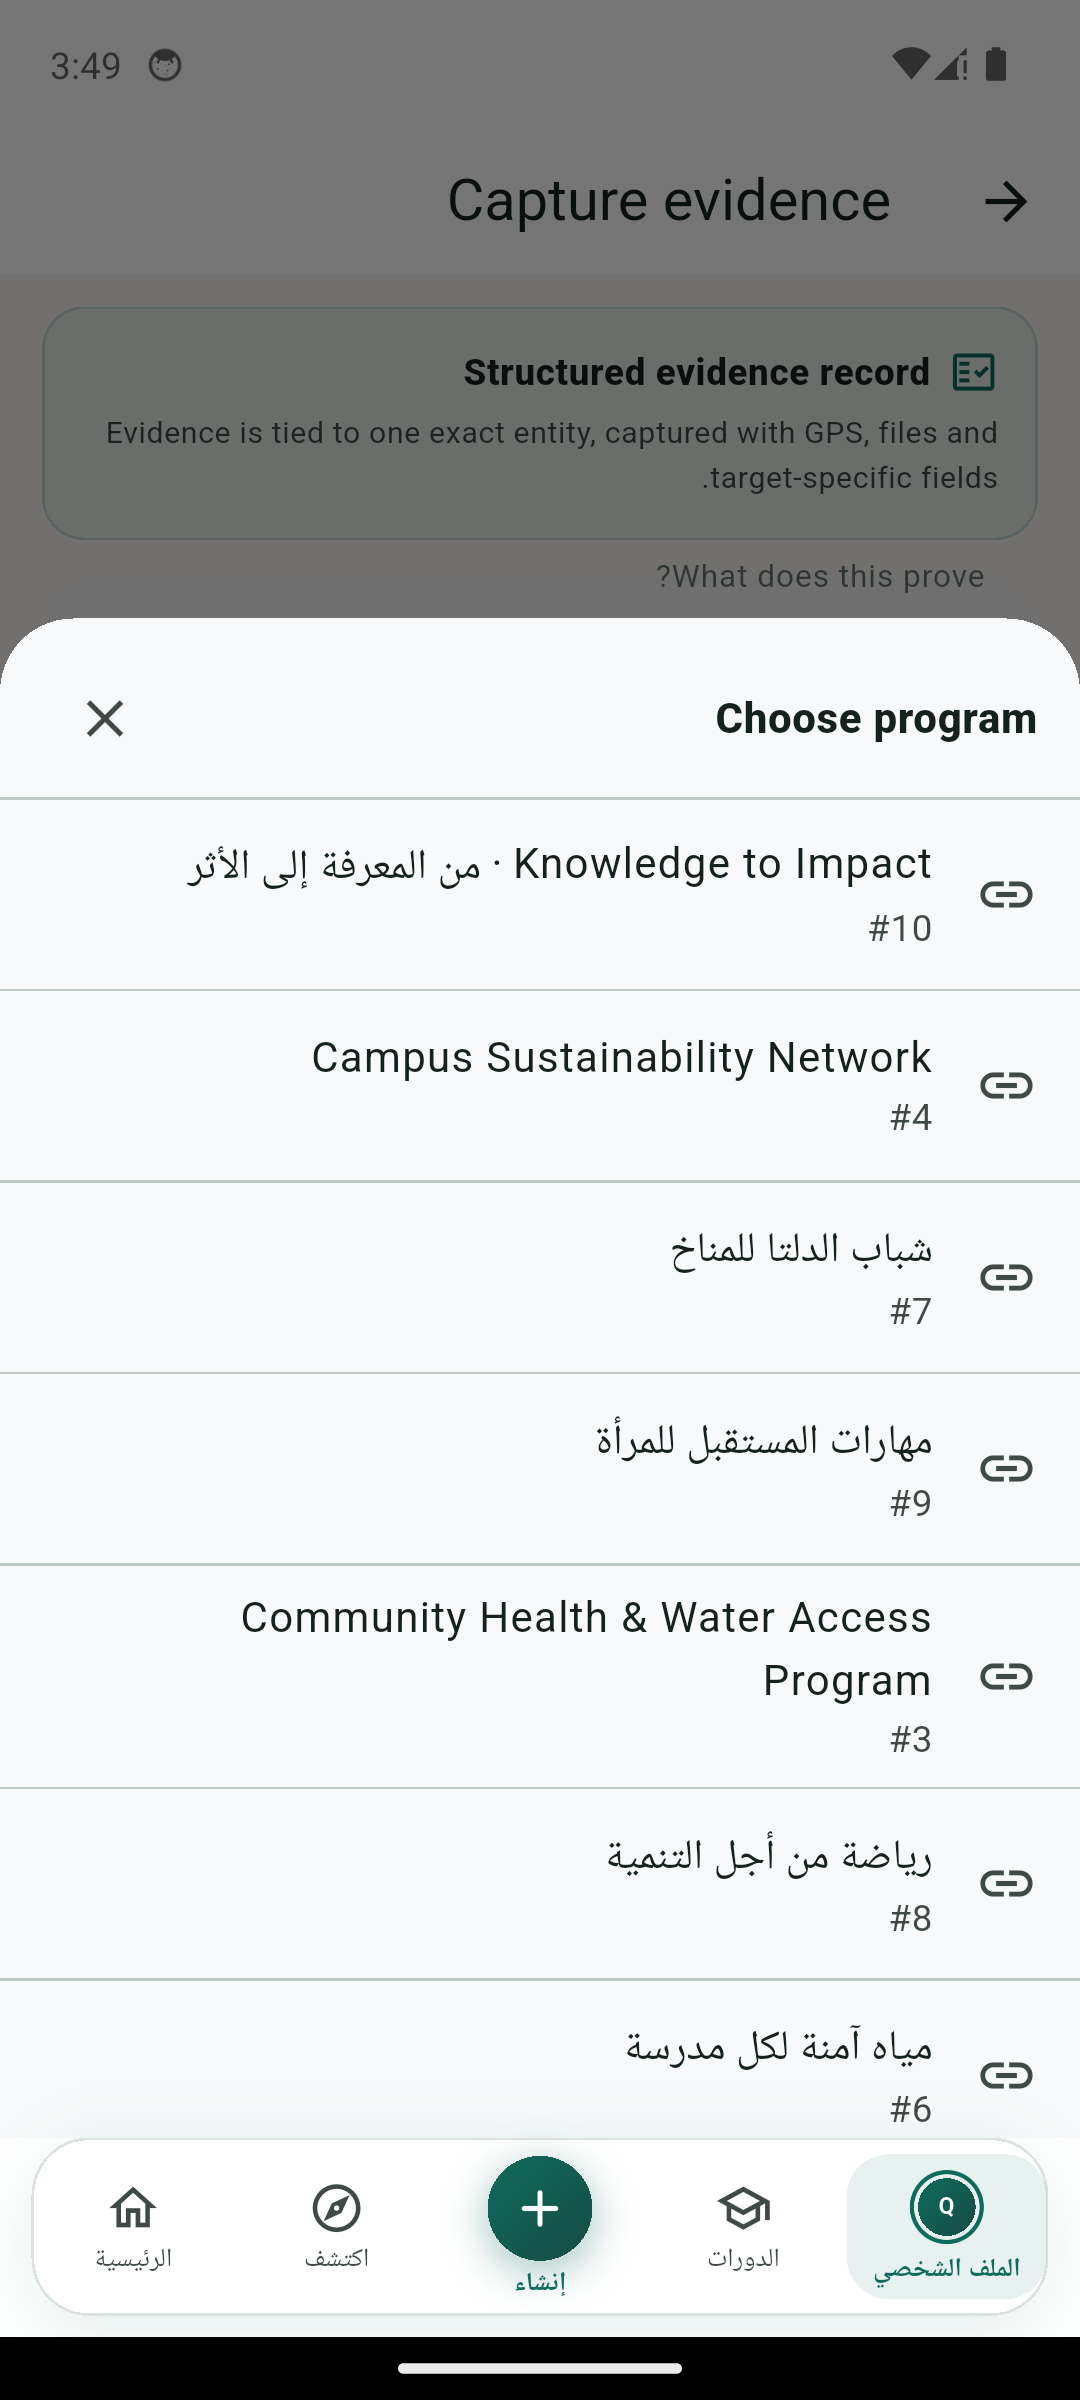 3:49
Capture evidence
Structured evidence record
Evidence is tied to one exact entity, captured with GPS, files and
.target-specific fields
?What does this prove
Choose program
Knowledge to Impact · من المعرفة إلى الأثر
#10
Campus Sustainability Network
#4
شباب الدلتا للمناخ
#7
مهارات المستقبل للمرأة
#9
Community Health & Water Access
Program
#3
رياضة من أجل التنمية
#8
مياه آمنة لكل مدرسة
#6
Q
الملف الشخصي
الدورات
إنشاء
اكتشف
الرئيسية